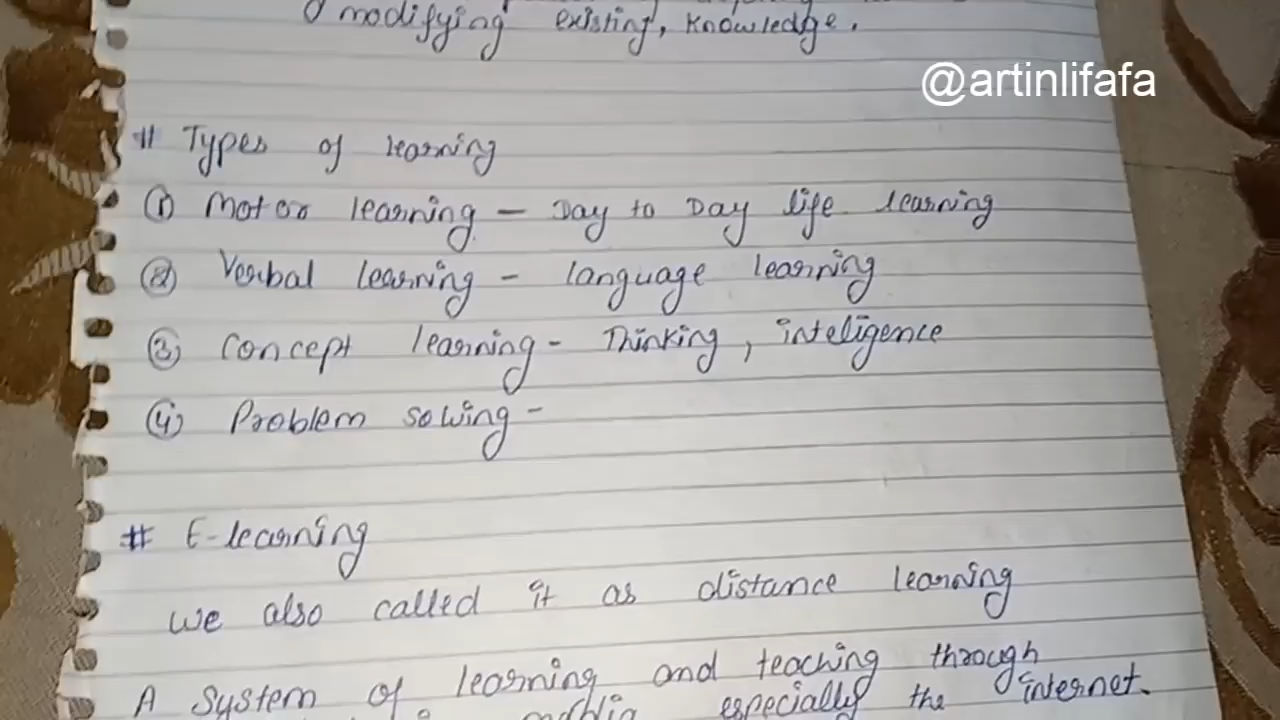 modifying existing, knowledge.
@artinlifafa
# Types of learning
① Motor learning - Day to Day life learning
② Verbal learning - language learning
③ Concept learning - Thinking, inteligence
④ Problem solving -
# E-learning
We also called it as distance learning
A System of learning and teaching through
especially the internet.